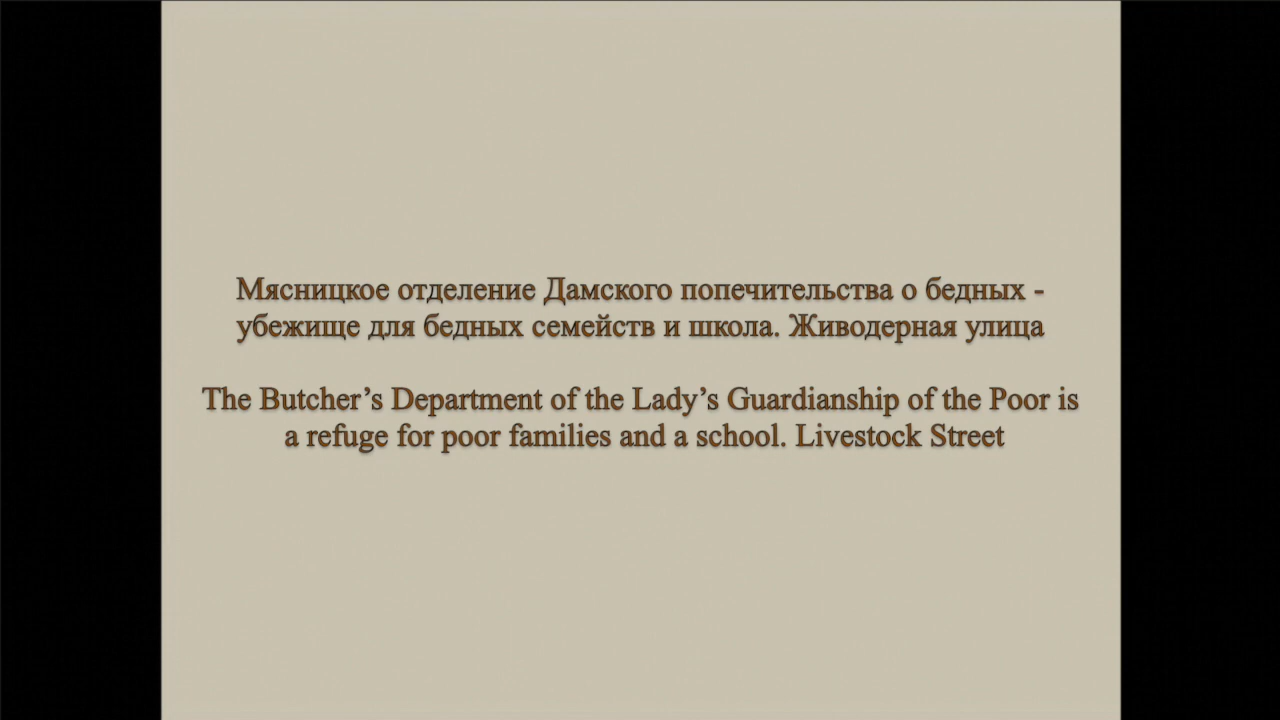 Мясницкое отделение Дамского попечительства о бедных -
убежище для бедных семейств и школа. Живодерная улица
The Butcher’s Department of the Lady’s Guardianship of the Poor is
a refuge for poor families and a school. Livestock Street